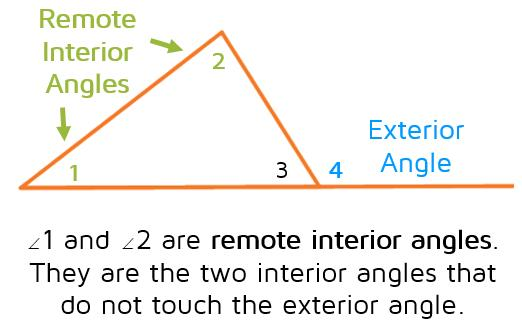 Remote
Interior
Angles
2
Exterior
Angle
1
3
4
∠1 and ∠2 are remote interior angles.
They are the two interior angles that
do not touch the exterior angle.